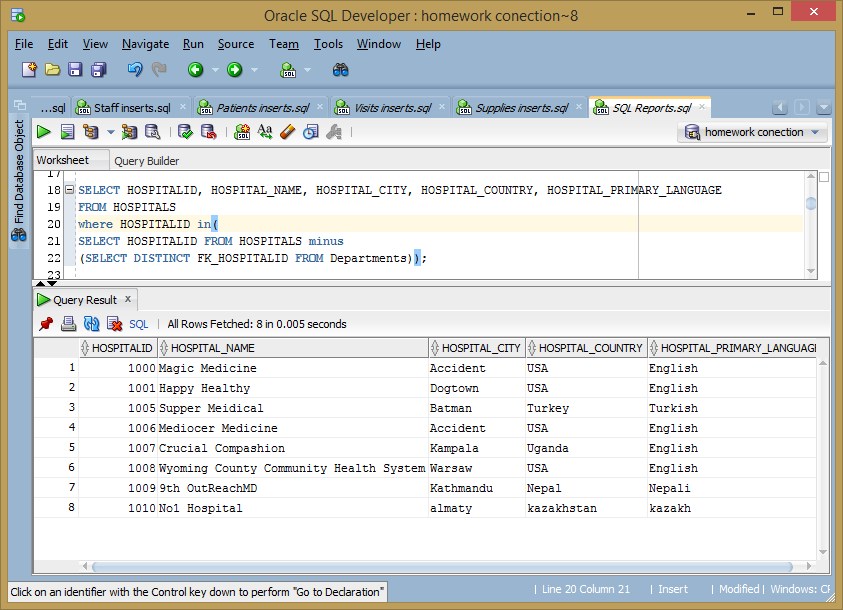 Oracle SQL Developer : homework conection~8
File Edit View Navigate Run Source Team Tools Window Help
...sql Staff inserts.sql Patients inserts.sql Visits inserts.sql Supplies inserts.sql SQL Reports.sql
homework conection
Find Database Object
Worksheet Query Builder
17
18 SELECT HOSPITALID, HOSPITAL_NAME, HOSPITAL_CITY, HOSPITAL_COUNTRY, HOSPITAL_PRIMARY_LANGUAGE
19 FROM HOSPITALS
20 where HOSPITALID in(
21 SELECT HOSPITALID FROM HOSPITALS minus
22 (SELECT DISTINCT FK_HOSPITALID FROM Departments));
23
Query Result x
SQL | All Rows Fetched: 8 in 0.005 seconds
HOSPITALID HOSPITAL_NAME HOSPITAL_CITY HOSPITAL_COUNTRY HOSPITAL_PRIMARY_LANGUAG
1 1000 Magic Medicine Accident USA English
2 1001 Happy Healthy Dogtown USA English
3 1005 Supper Meidical Batman Turkey Turkish
4 1006 Mediocer Medicine Accident USA English
5 1007 Crucial Compashion Kampala Uganda English
6 1008 Wyoming County Community Health System Warsaw USA English
7 1009 9th OutReachMD Kathmandu Nepal Nepali
8 1010 No1 Hospital almaty kazakhstan kazakh
Click on an identifier with the Control key down to perform "Go to Declaration" | Line 20 Column 21 | Insert | Modified | Windows: CF